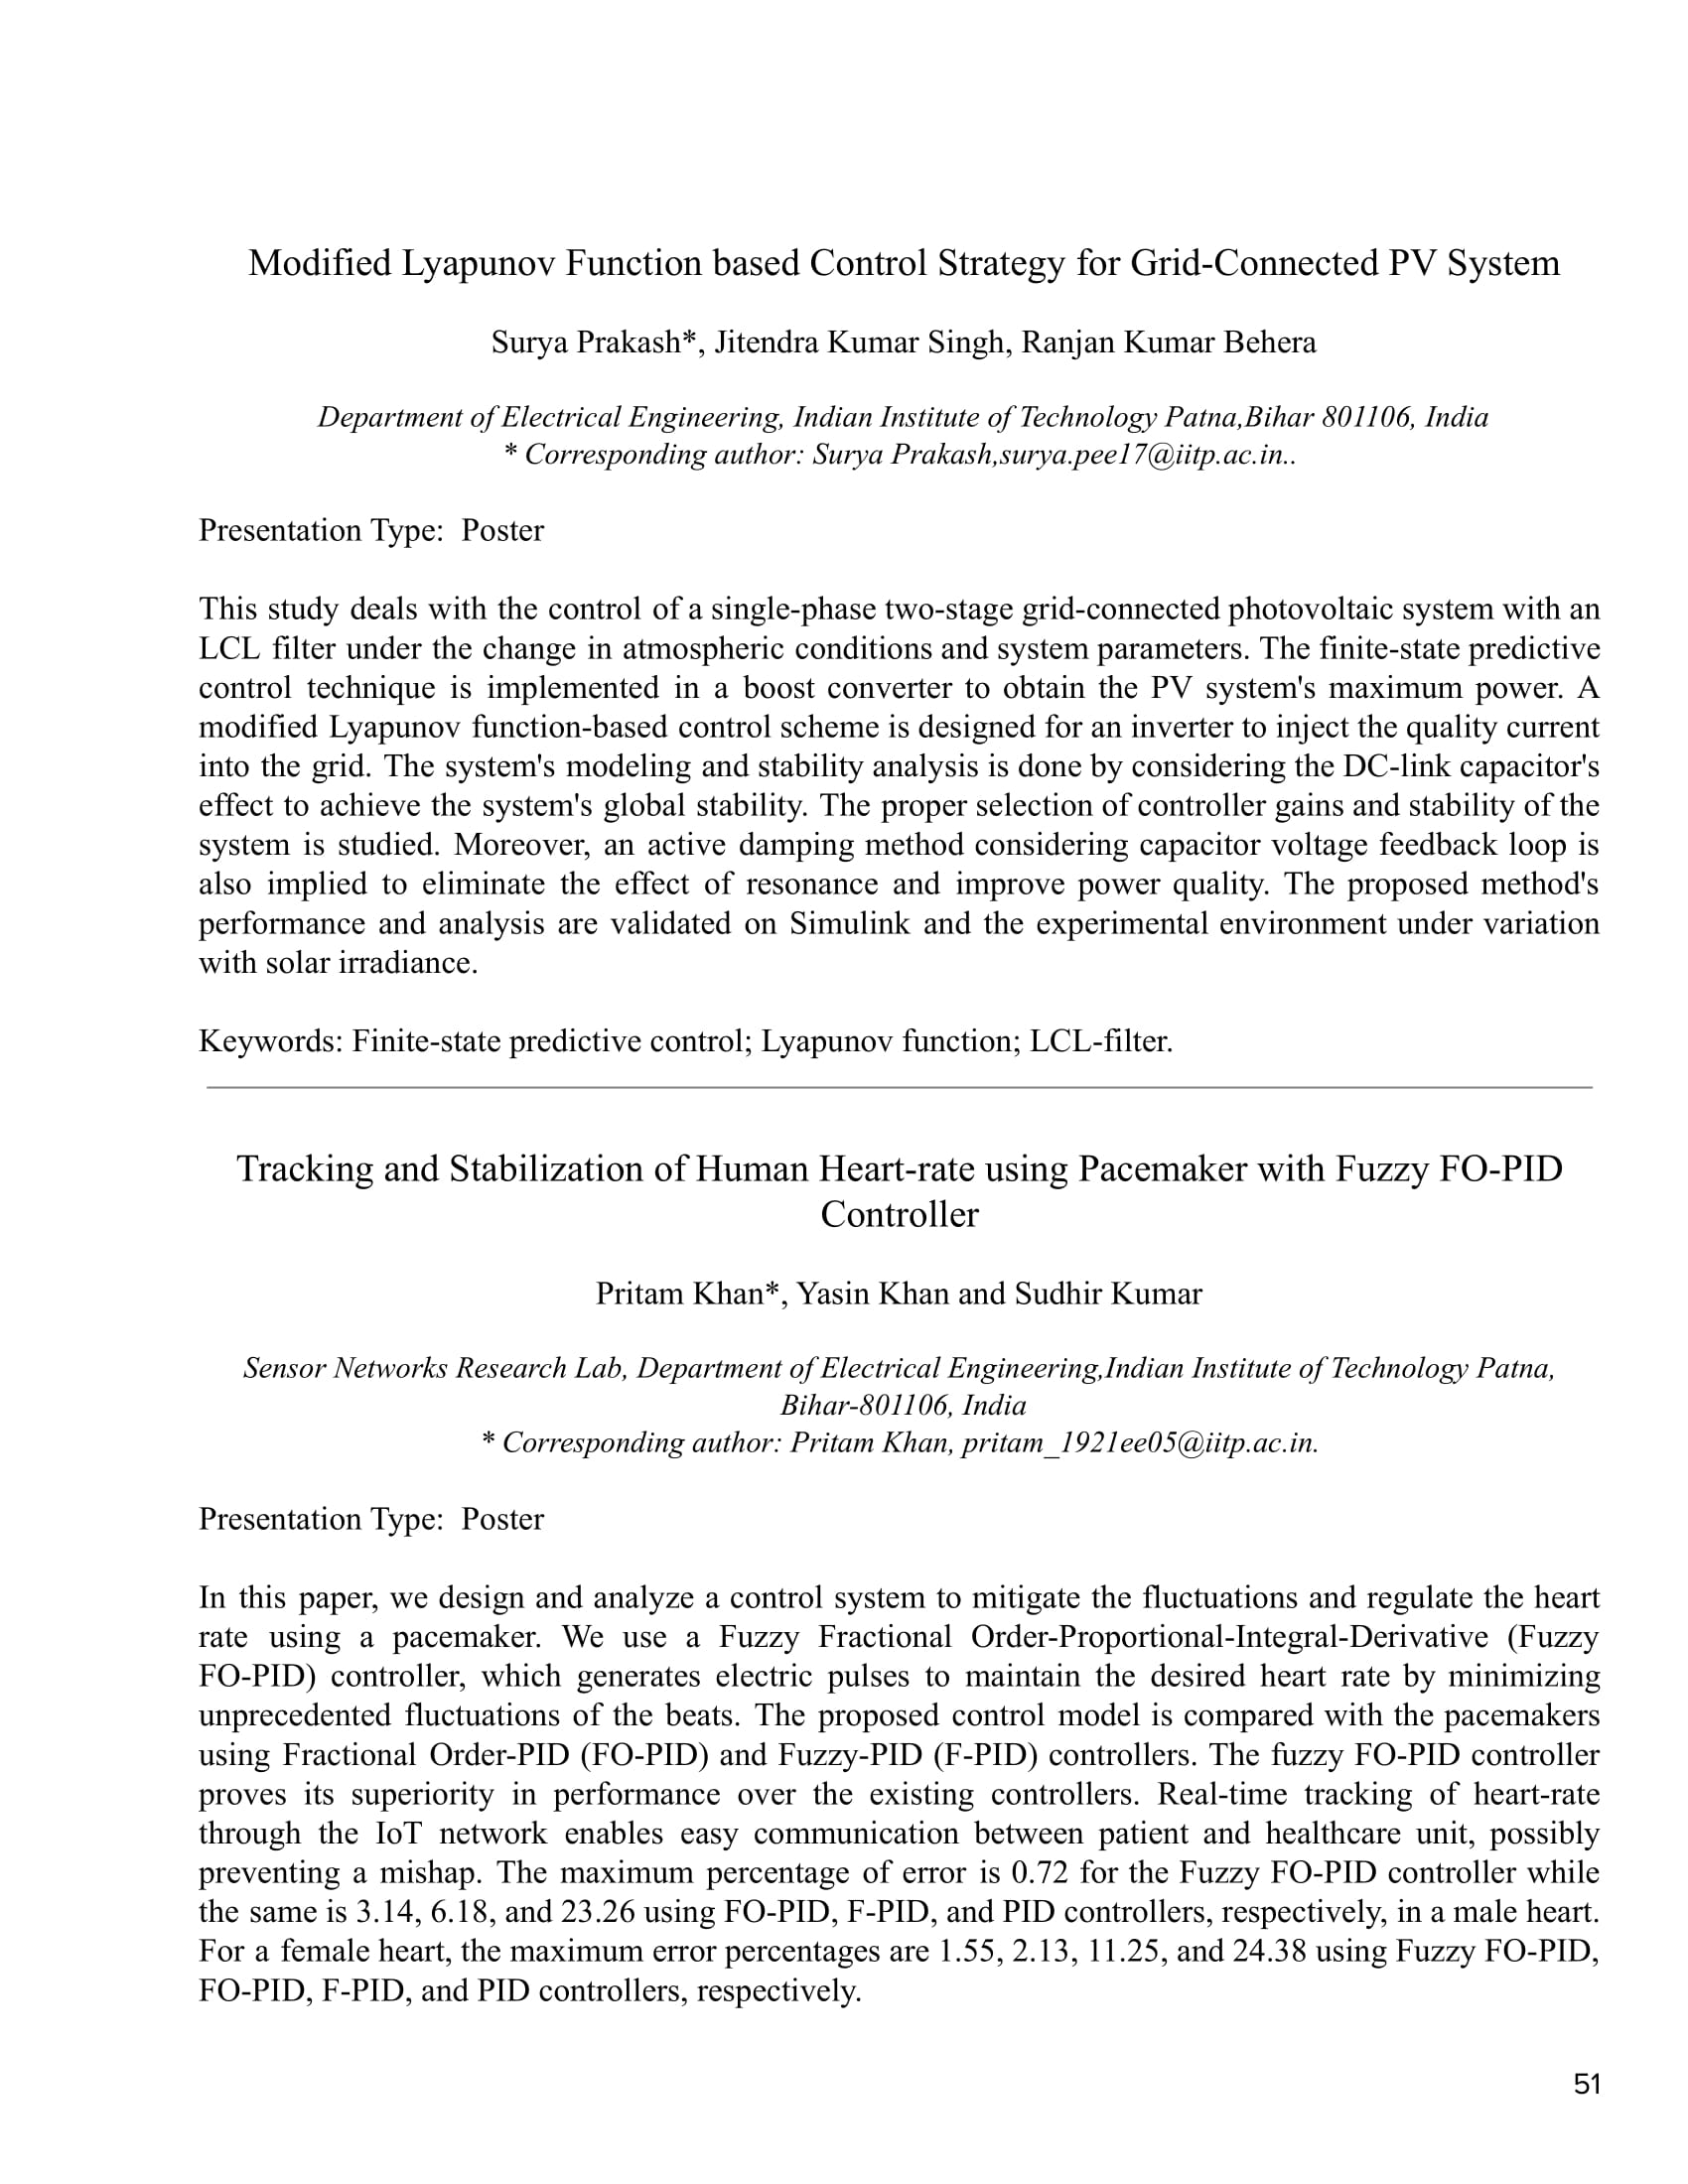 Modified Lyapunov Function based Control Strategy for Grid-Connected PV System
Surya Prakash*, Jitendra Kumar Singh, Ranjan Kumar Behera
Department of Electrical Engineering, Indian Institute of Technology Patna,Bihar 801106, India
* Corresponding author: Surya Prakash,surya.pee17@iitp.ac.in..
Presentation Type:  Poster
This study deals with the control of a single-phase two-stage grid-connected photovoltaic system with an
LCL filter under the change in atmospheric conditions and system parameters. The finite-state predictive
control technique is implemented in a boost converter to obtain the PV system's maximum power. A
modified Lyapunov function-based control scheme is designed for an inverter to inject the quality current
into the grid. The system's modeling and stability analysis is done by considering the DC-link capacitor's
effect to achieve the system's global stability. The proper selection of controller gains and stability of the
system is studied. Moreover, an active damping method considering capacitor voltage feedback loop is
also implied to eliminate the effect of resonance and improve power quality. The proposed method's
performance and analysis are validated on Simulink and the experimental environment under variation
with solar irradiance.
Keywords: Finite-state predictive control; Lyapunov function; LCL-filter.
Tracking and Stabilization of Human Heart-rate using Pacemaker with Fuzzy FO-PID
Controller
Pritam Khan*, Yasin Khan and Sudhir Kumar
Sensor Networks Research Lab, Department of Electrical Engineering,Indian Institute of Technology Patna,
Bihar-801106, India
* Corresponding author: Pritam Khan, pritam_1921ee05@iitp.ac.in.
Presentation Type:  Poster
In this paper, we design and analyze a control system to mitigate the fluctuations and regulate the heart
rate using a pacemaker. We use a Fuzzy Fractional Order-Proportional-Integral-Derivative (Fuzzy
FO-PID) controller, which generates electric pulses to maintain the desired heart rate by minimizing
unprecedented fluctuations of the beats. The proposed control model is compared with the pacemakers
using Fractional Order-PID (FO-PID) and Fuzzy-PID (F-PID) controllers. The fuzzy FO-PID controller
proves its superiority in performance over the existing controllers. Real-time tracking of heart-rate
through the IoT network enables easy communication between patient and healthcare unit, possibly
preventing a mishap. The maximum percentage of error is 0.72 for the Fuzzy FO-PID controller while
the same is 3.14, 6.18, and 23.26 using FO-PID, F-PID, and PID controllers, respectively, in a male heart.
For a female heart, the maximum error percentages are 1.55, 2.13, 11.25, and 24.38 using Fuzzy FO-PID,
FO-PID, F-PID, and PID controllers, respectively.
51